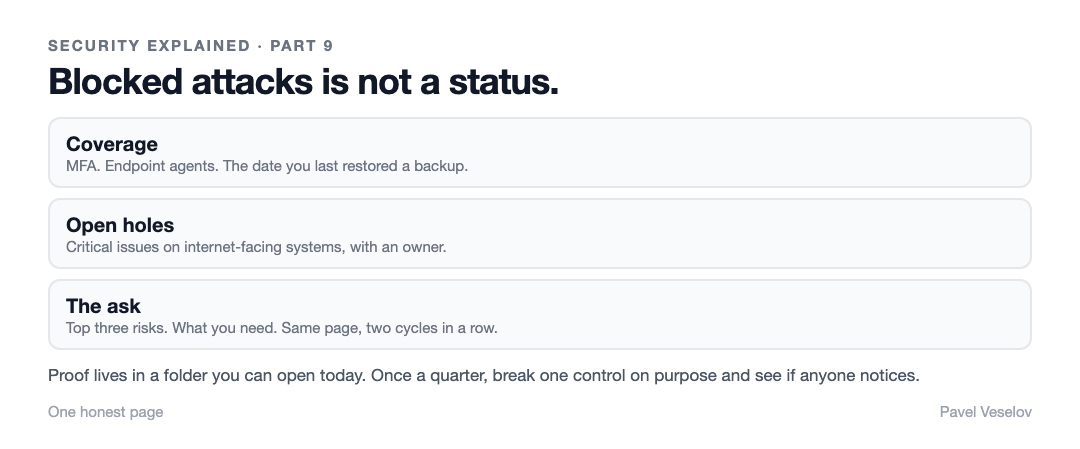 SECURITY EXPLAINED · PART 9
Blocked attacks is not a status.
Coverage
MFA. Endpoint agents. The date you last restored a backup.
Open holes
Critical issues on internet-facing systems, with an owner.
The ask
Top three risks. What you need. Same page, two cycles in a row.
Proof lives in a folder you can open today. Once a quarter, break one control on purpose and see if anyone notices.
One honest page
Pavel Veselov